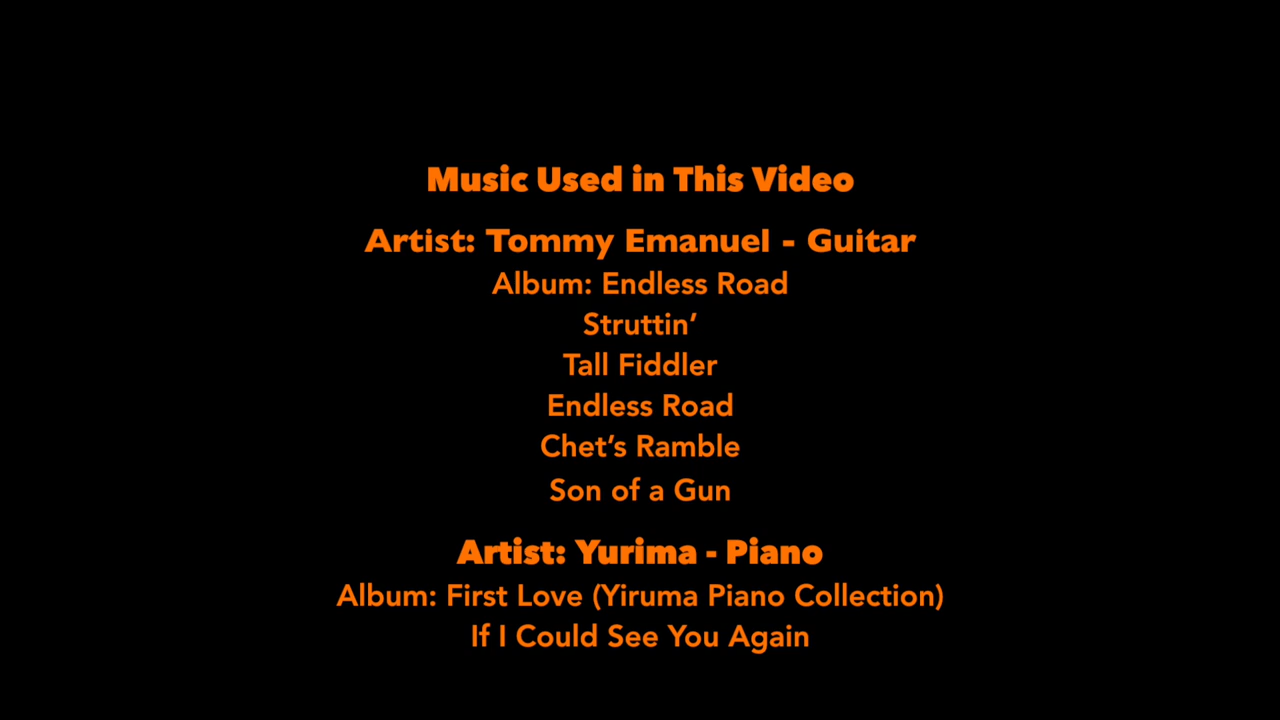 Music Used in This Video
Artist: Tommy Emanuel - Guitar
Album: Endless Road
Struttin’
Tall Fiddler
Endless Road
Chet’s Ramble
Son of a Gun
Artist: Yurima - Piano
Album: First Love (Yiruma Piano Collection)
If I Could See You Again